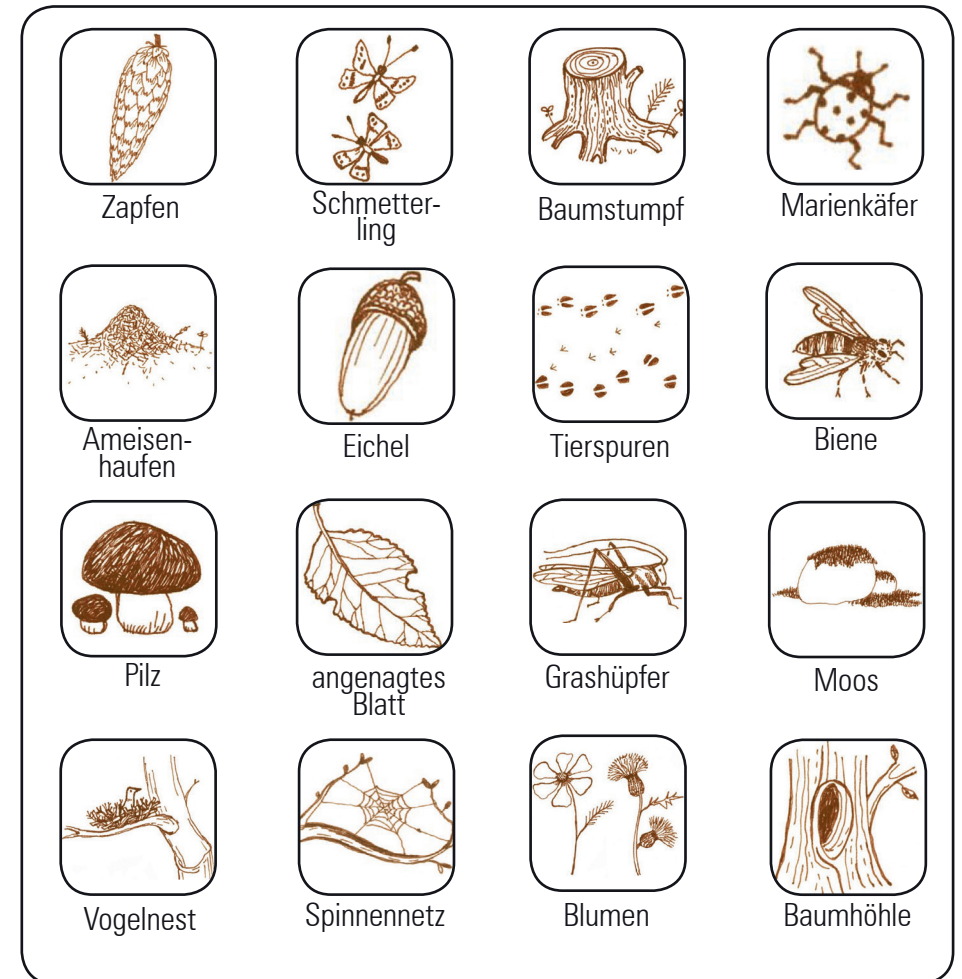 Zapfen
Schmetter-
ling
Baumstumpf
Marienkäfer
Ameisen-
haufen
Eichel
Tierspuren
Biene
Pilz
angenagtes
Blatt
Grashüpfer
Moos
Vogelnest
Spinnennetz
Blumen
Baumhöhle